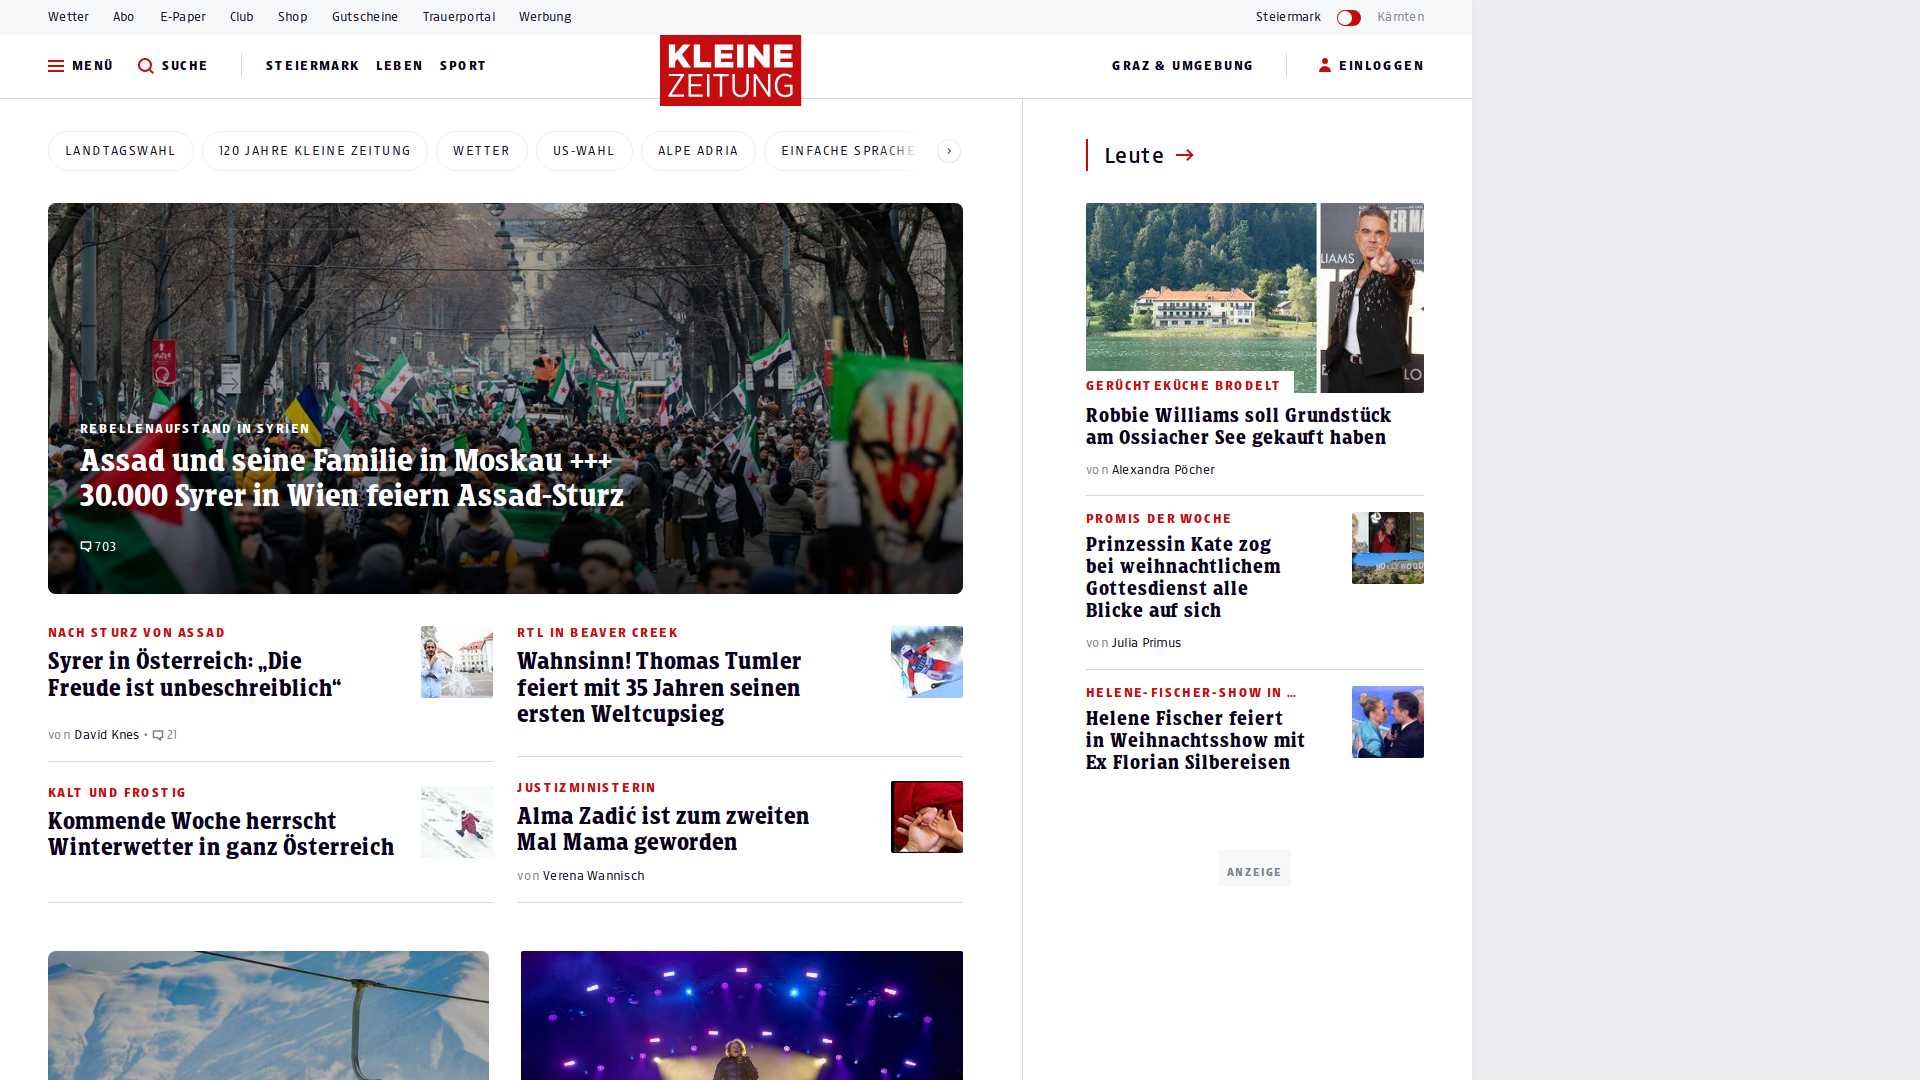 Wetter Abo E-Paper Club Shop Gutscheine Trauerportal Werbung
Steiermark Kärnten
MENÜ SUCHE STEIERMARK LEBEN SPORT
KLEINE
ZEITUNG
GRAZ & UMGEBUNG EINLOGGEN
LANDTAGSWAHL 120 JAHRE KLEINE ZEITUNG WETTER US-WAHL ALPE ADRIA EINFACHE SPRACHE
REBELLENAUFSTAND IN SYRIEN
Assad und seine Familie in Moskau +++
30.000 Syrer in Wien feiern Assad-Sturz
703
NACH STURZ VON ASSAD
Syrer in Österreich: „Die
Freude ist unbeschreiblich“
von David Knes • 21
RTL IN BEAVER CREEK
Wahnsinn! Thomas Tumler
feiert mit 35 Jahren seinen
ersten Weltcupsieg
KALT UND FROSTIG
Kommende Woche herrscht
Winterwetter in ganz Österreich
JUSTIZMINISTERIN
Alma Zadić ist zum zweiten
Mal Mama geworden
von Verena Wannisch
Leute
LIAMS
LO
GERÜCHTEKÜCHE BRODELT
Robbie Williams soll Grundstück
am Ossiacher See gekauft haben
von Alexandra Pöcher
PROMIS DER WOCHE
Prinzessin Kate zog
bei weihnachtlichem
Gottesdienst alle
Blicke auf sich
von Julia Primus
HOLLYWOOD
HELENE-FISCHER-SHOW IN ...
Helene Fischer feiert
in Weihnachtsshow mit
Ex Florian Silbereisen
ANZEIGE